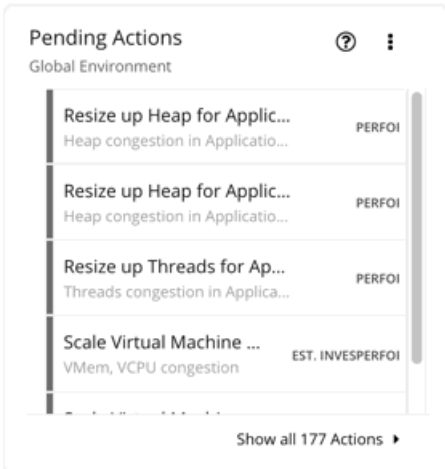 Pending Actions
Global Environment
Resize up Heap for Applic...
Heap congestion in Applicatio...
PERFOI
Resize up Heap for Applic...
Heap congestion in Applicatio...
PERFOI
Resize up Threads for Ap...
Threads congestion in Applica...
PERFOI
Scale Virtual Machine ...
VMem, VCPU congestion
EST. INVESPERFOI
Show all 177 Actions